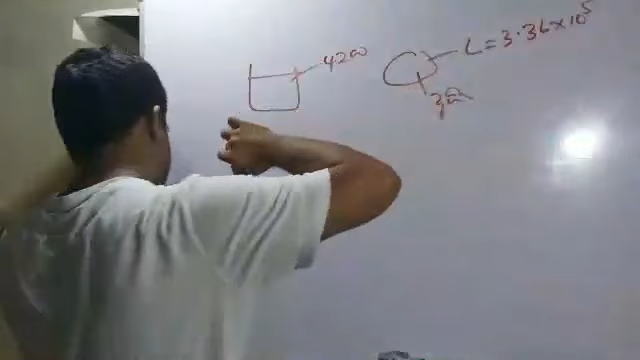 4200
L = 3.36 × 10⁵